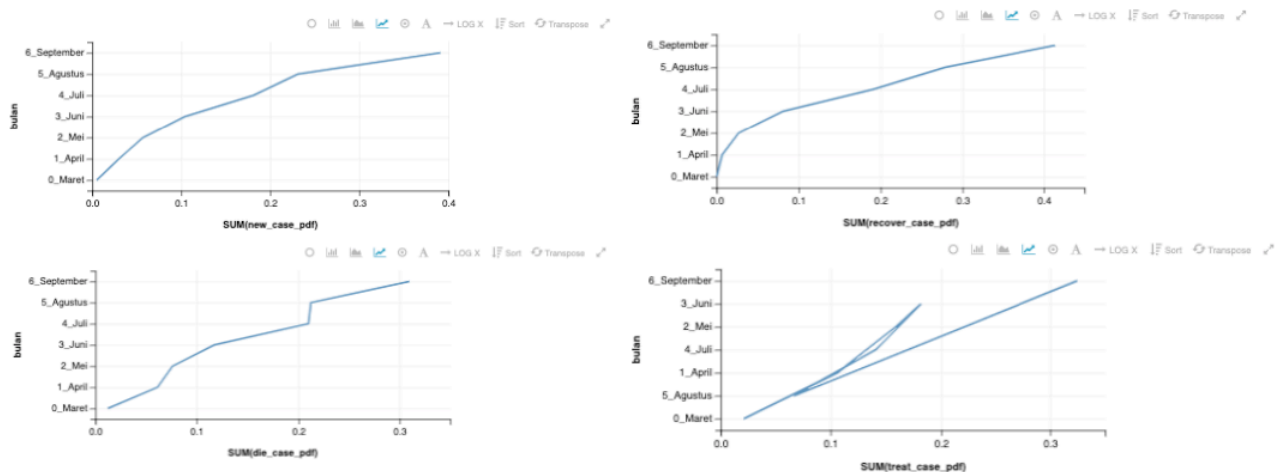 LOG X Sort Transpose
6_September
5_Agustus
4_Juli
3_Juni
2_Mei
1_April
0_Maret
bulan
0.0 0.1 0.2 0.3 0.4
SUM(new_case_pdf)
LOG X Sort Transpose
6_September
5_Agustus
4_Juli
3_Juni
2_Mei
1_April
0_Maret
bulan
0.0 0.1 0.2 0.3 0.4
SUM(recover_case_pdf)
A LOG X Sort Transpose
6_September
5_Agustus
4_Juli
3_Juni
2_Mei
1_April
0_Maret
bulan
0.0 0.1 0.2 0.3
SUM(die_case_pdf)
A LOG X Sort Transpose
6_September
3_Juni
2_Mei
4_Juli
1_April
5_Agustus
0_Maret
bulan
0.0 0.1 0.2 0.3
SUM(treat_case_pdf)